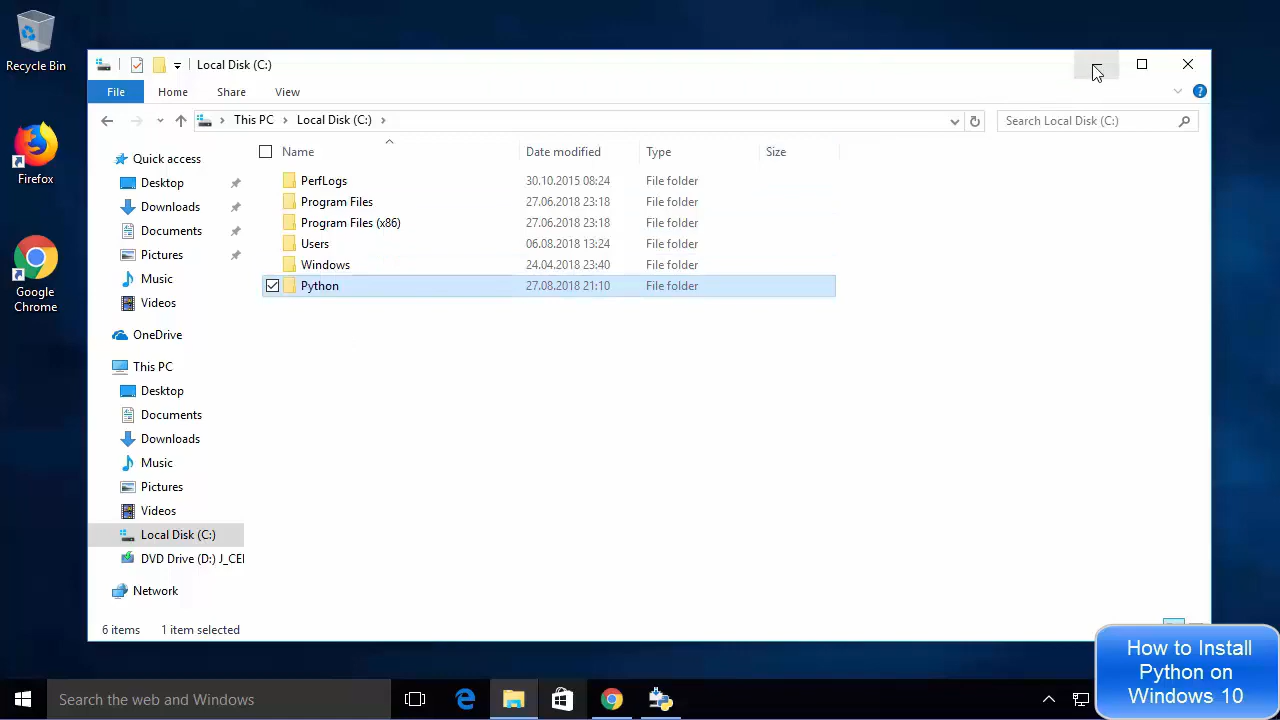 Recycle Bin
Firefox
Google
Chrome
Local Disk (C:)
File Home Share View
This PC Local Disk (C:)
Search Local Disk (C:)
Quick access
Desktop
Downloads
Documents
Pictures
Music
Videos
OneDrive
This PC
Desktop
Documents
Downloads
Music
Pictures
Videos
Local Disk (C:)
DVD Drive (D:) J_CEI
Network
Name Date modified Type Size
PerfLogs 30.10.2015 08:24 File folder
Program Files 27.06.2018 23:18 File folder
Program Files (x86) 27.06.2018 23:18 File folder
Users 06.08.2018 13:24 File folder
Windows 24.04.2018 23:40 File folder
Python 27.08.2018 21:10 File folder
6 items 1 item selected
Search the web and Windows
How to Install
Python on
Windows 10